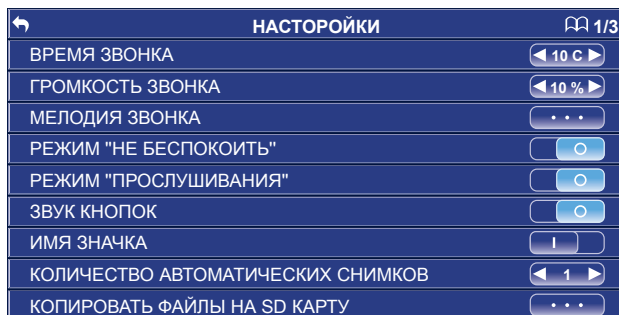 НАСТОРОЙКИ 1/3
ВРЕМЯ ЗВОНКА 10 С
ГРОМКОСТЬ ЗВОНКА 10 %
МЕЛОДИЯ ЗВОНКА . . .
РЕЖИМ "НЕ БЕСПОКОИТЬ"
РЕЖИМ "ПРОСЛУШИВАНИЯ"
ЗВУК КНОПОК
ИМЯ ЗНАЧКА I
КОЛИЧЕСТВО АВТОМАТИЧЕСКИХ СНИМКОВ 1
КОПИРОВАТЬ ФАЙЛЫ НА SD КАРТУ . . .